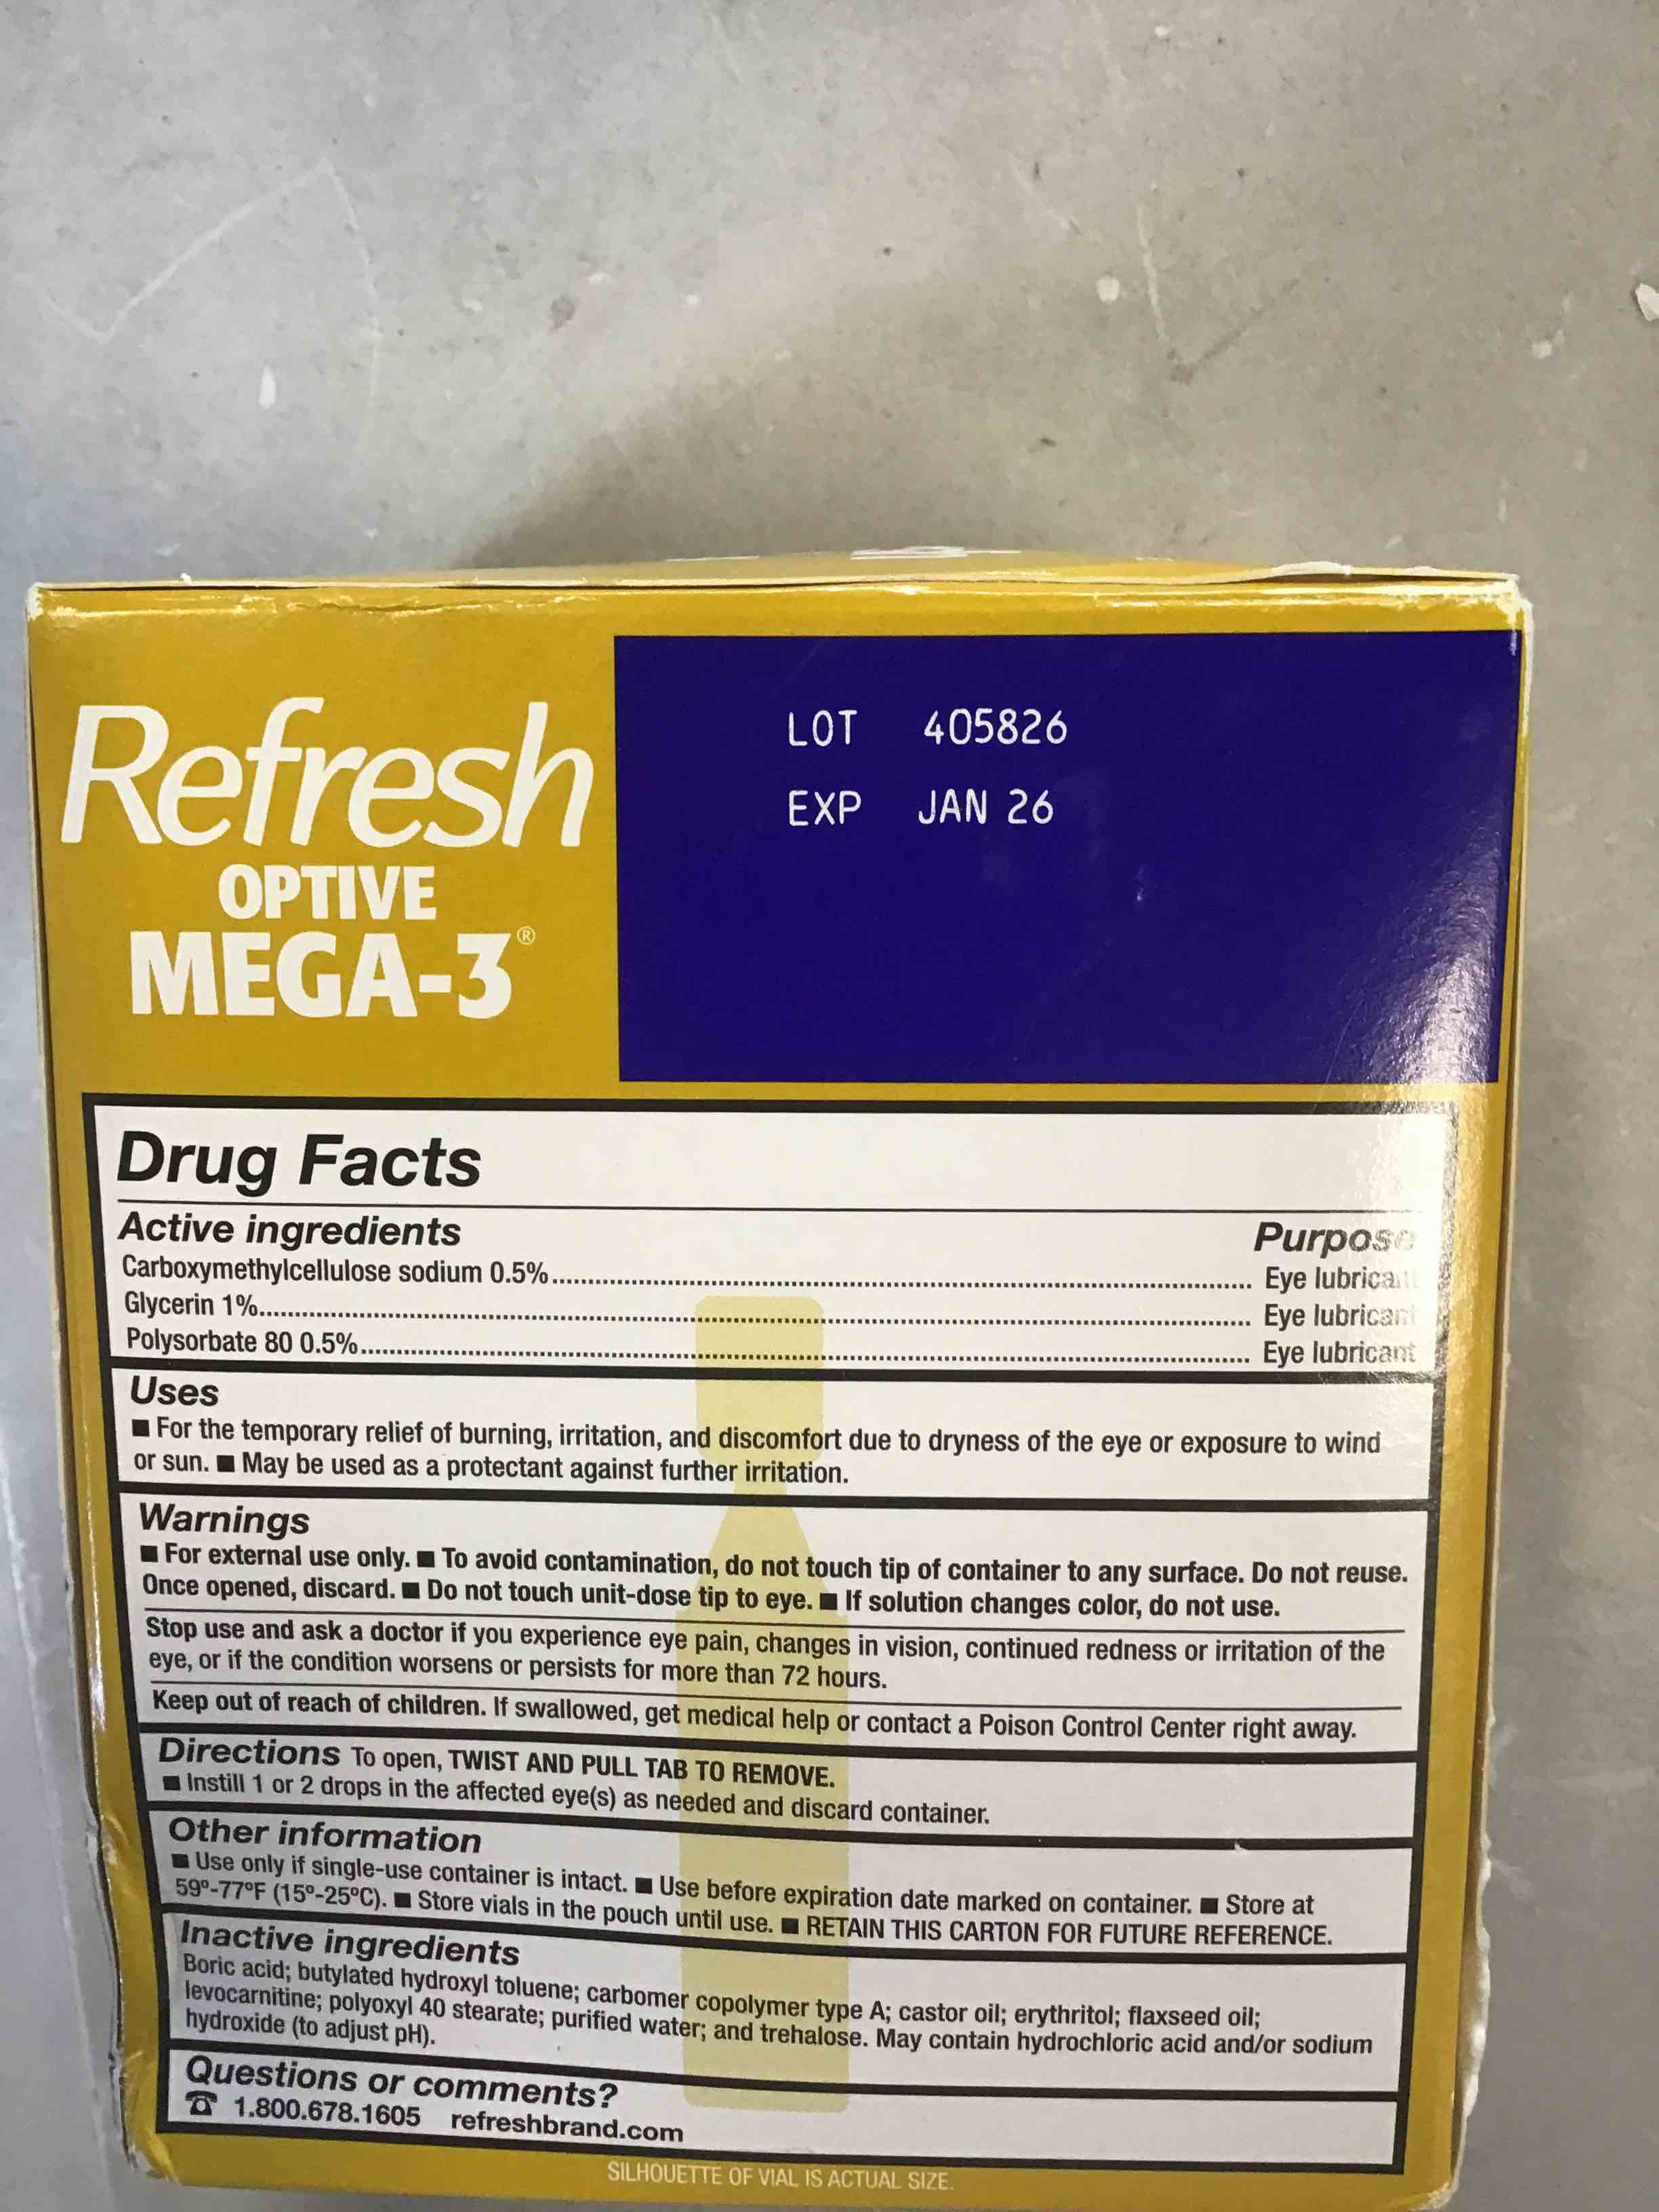 Refresh
OPTIVE
MEGA-3®
LOT 405826
EXP JAN 26
Drug Facts
Active ingredients Purpose
Carboxymethylcellulose sodium 0.5%........ Eye lubricant
Glycerin 1%........ Eye lubricant
Polysorbate 80 0.5%........ Eye lubricant
Uses
■ For the temporary relief of burning, irritation, and discomfort due to dryness of the eye or exposure to wind
or sun. ■ May be used as a protectant against further irritation.
Warnings
■ For external use only. ■ To avoid contamination, do not touch tip of container to any surface. Do not reuse.
Once opened, discard. ■ Do not touch unit-dose tip to eye. ■ If solution changes color, do not use.
Stop use and ask a doctor if you experience eye pain, changes in vision, continued redness or irritation of the
eye, or if the condition worsens or persists for more than 72 hours.
Keep out of reach of children. If swallowed, get medical help or contact a Poison Control Center right away.
Directions To open, TWIST AND PULL TAB TO REMOVE.
■ Instill 1 or 2 drops in the affected eye(s) as needed and discard container.
Other information
■ Use only if single-use container is intact. ■ Use before expiration date marked on container. ■ Store at
59º-77ºF (15º-25ºC). ■ Store vials in the pouch until use. ■ RETAIN THIS CARTON FOR FUTURE REFERENCE.
Inactive ingredients
Boric acid; butylated hydroxyl toluene; carbomer copolymer type A; castor oil; erythritol; flaxseed oil;
levocarnitine; polyoxyl 40 stearate; purified water; and trehalose. May contain hydrochloric acid and/or sodium
hydroxide (to adjust pH).
Questions or comments?
☎ 1.800.678.1605 refreshbrand.com
SILHOUETTE OF VIAL IS ACTUAL SIZE.